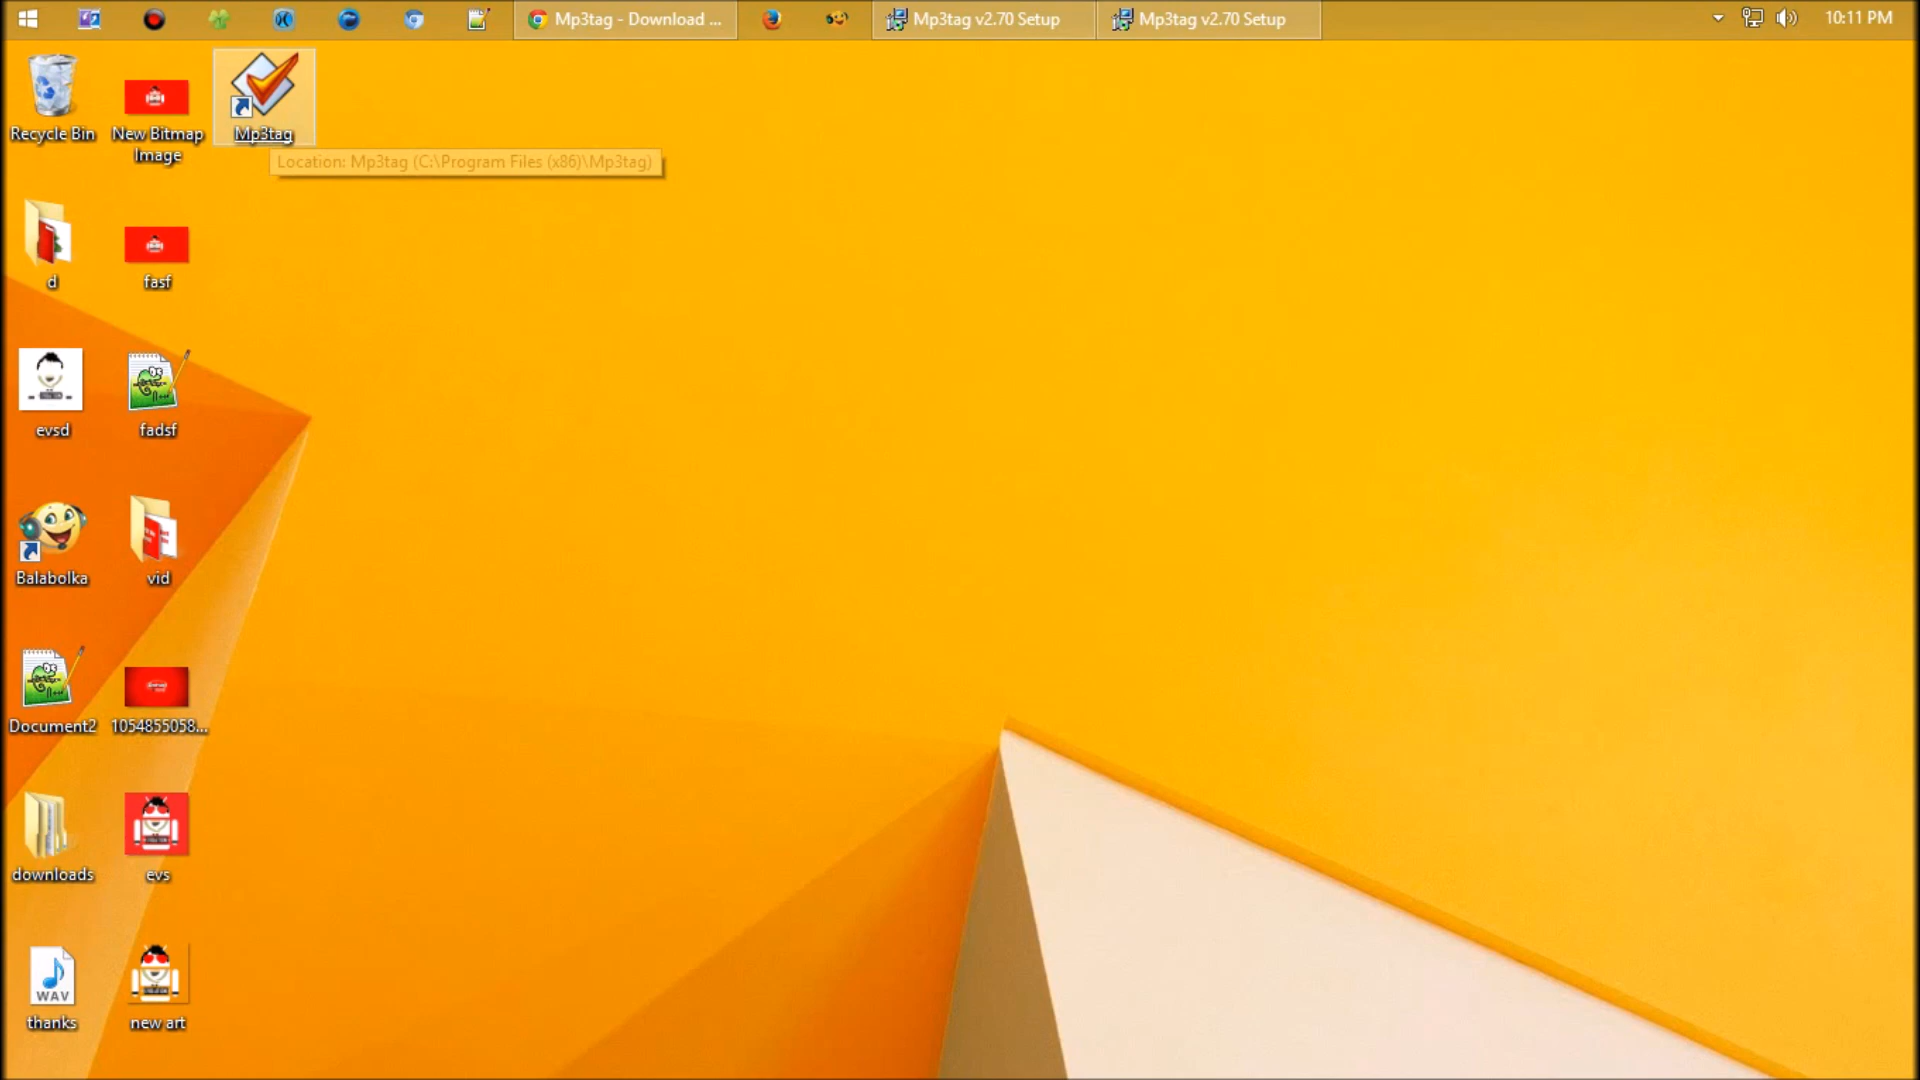 Mp3tag - Download ...
Mp3tag v2.70 Setup
Mp3tag v2.70 Setup
10:11 PM
Recycle Bin
New Bitmap
Image
Mp3tag
Location: Mp3tag (C:\Program Files (x86)\Mp3tag)
d
fasf
evsd
fadsf
Balabolka
vid
Document2
1054855058...
downloads
evs
WAV
thanks
new art